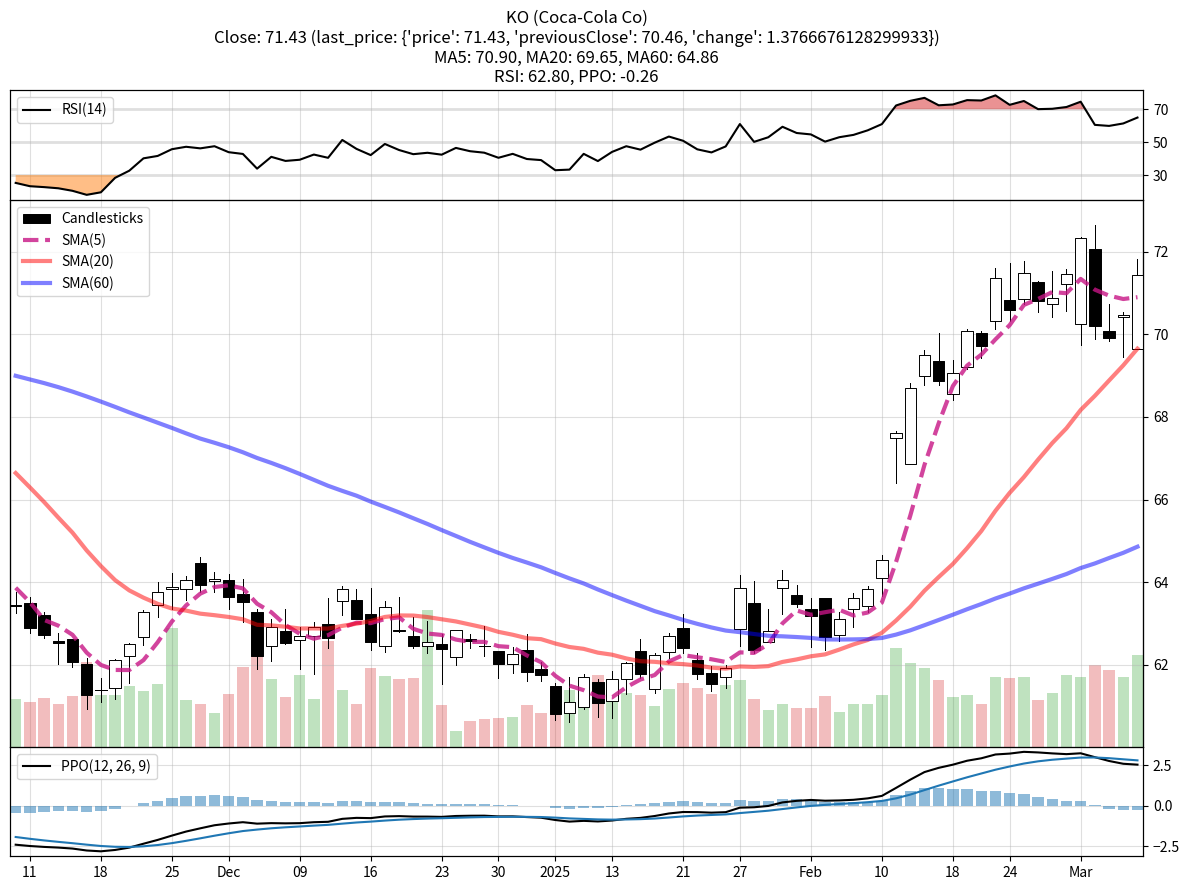 KO (Coca-Cola Co)
Close: 71.43 (last_price: {'price': 71.43, 'previousClose': 70.46, 'change': 1.3766676128299933})
MA5: 70.90, MA20: 69.65, MA60: 64.86
RSI: 62.80, PPO: -0.26
RSI(14)
70
50
30
Candlesticks
SMA(5)
SMA(20)
SMA(60)
72
70
68
66
64
62
PPO(12, 26, 9)
2.5
0.0
−2.5
11 18 25 Dec 09 16 23 30 2025 13 21 27 Feb 10 18 24 Mar